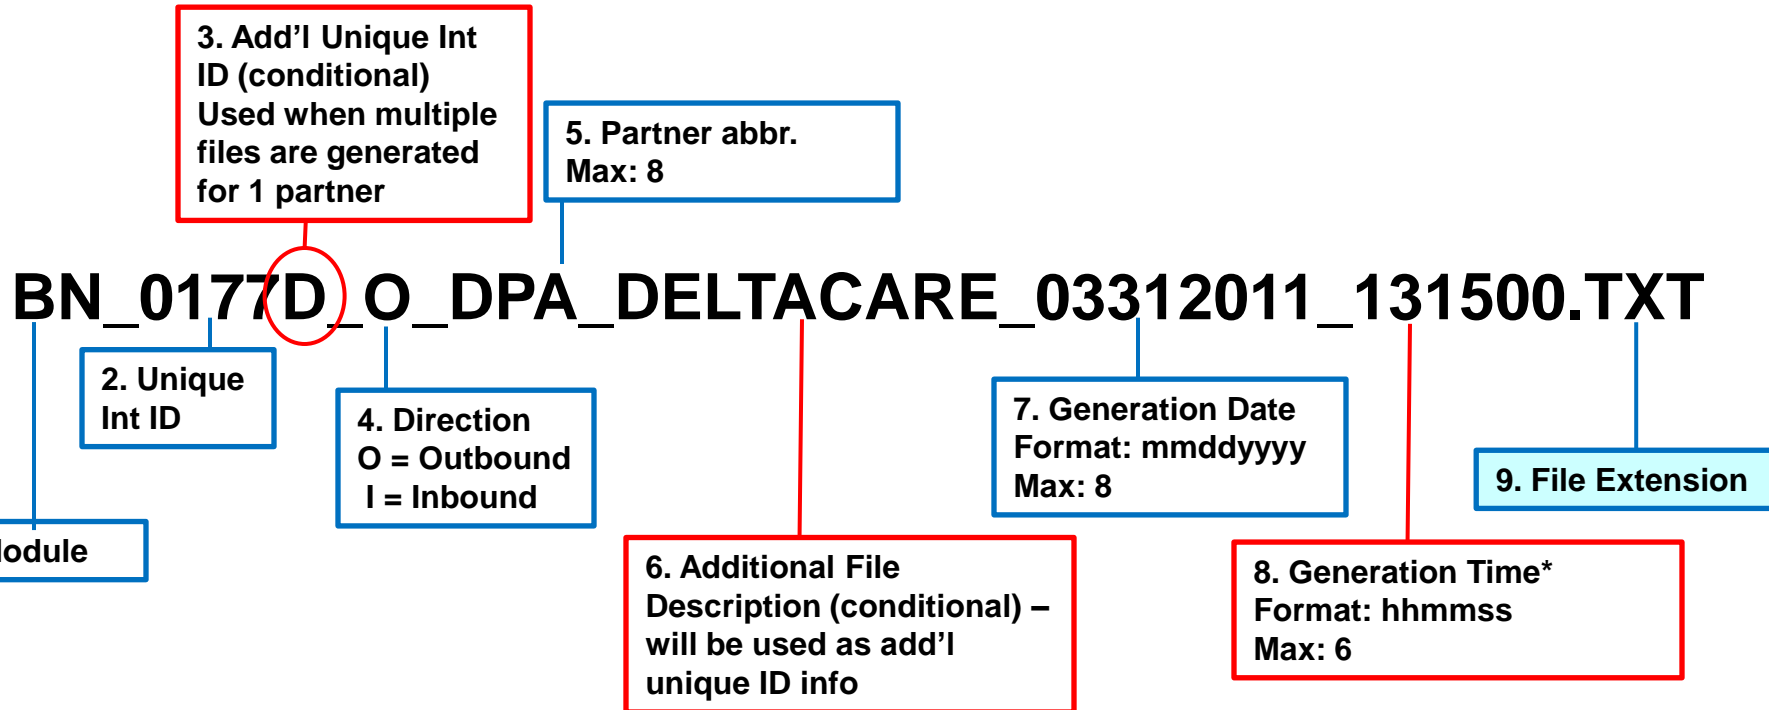 3. Add’l Unique Int
ID (conditional)
Used when multiple
files are generated
for 1 partner
5. Partner abbr.
Max: 8
BN_0177D_O_DPA_DELTACARE_03312011_131500.TXT
2. Unique
Int ID
4. Direction
O = Outbound
I = Inbound
7. Generation Date
Format: mmddyyyy
Max: 8
9. File Extension
6. Additional File
Description (conditional) –
will be used as add’l
unique ID info
8. Generation Time*
Format: hhmmss
Max: 6